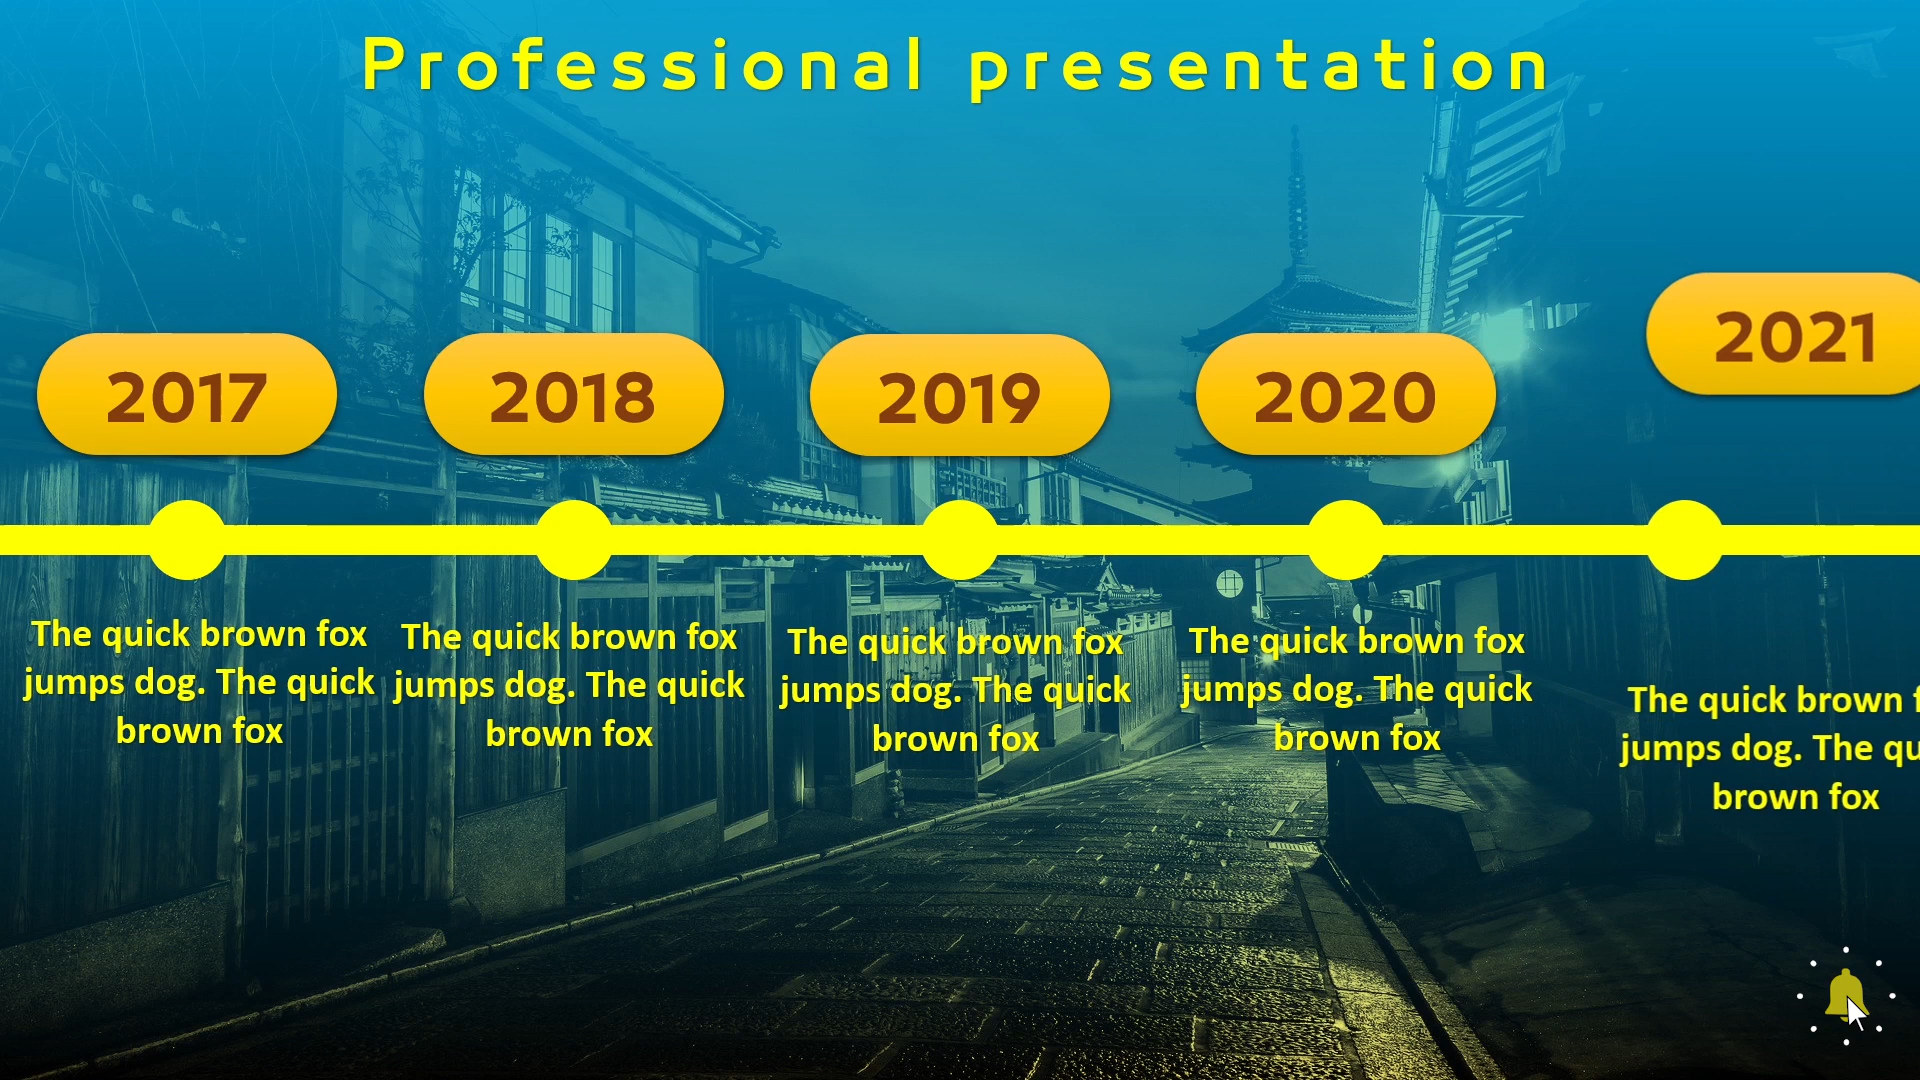 Professional presentation
2017
2018
2019
2020
2021
The quick brown fox
jumps dog. The quick
brown fox
The quick brown fox
jumps dog. The quick
brown fox
The quick brown fox
jumps dog. The quick
brown fox
The quick brown fox
jumps dog. The quick
brown fox
The quick brown f
jumps dog. The qu
brown fox